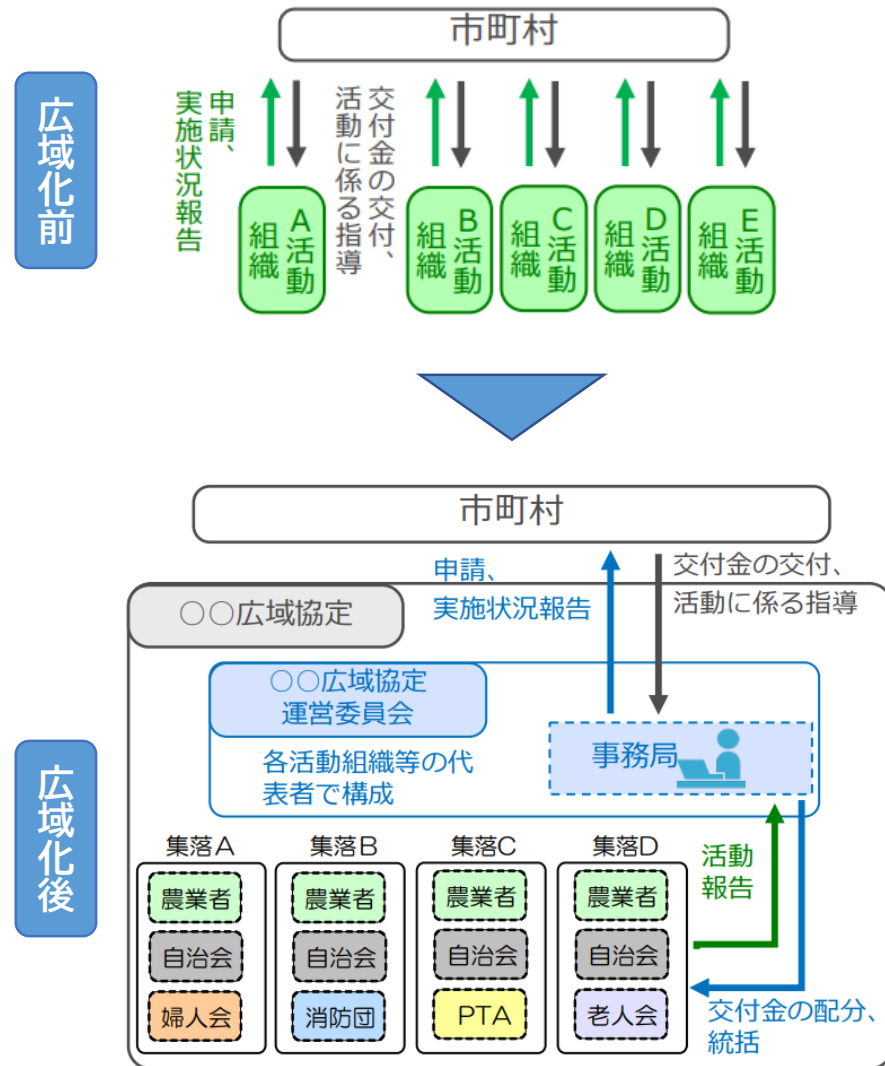 市町村
広域化前
申請、
実施状況報告
交付金の交付、
活動に係る指導
A活動
組織
B活動
組織
C活動
組織
D活動
組織
E活動
組織
市町村
申請、
実施状況報告
交付金の交付、
活動に係る指導
○○広域協定
○○広域協定
運営委員会
各活動組織等の代
表者で構成
事務局
広域化後
集落A
集落B
集落C
集落D
農業者
農業者
農業者
農業者
自治会
自治会
自治会
自治会
婦人会
消防団
PTA
老人会
活動
報告
交付金の配分、
統括